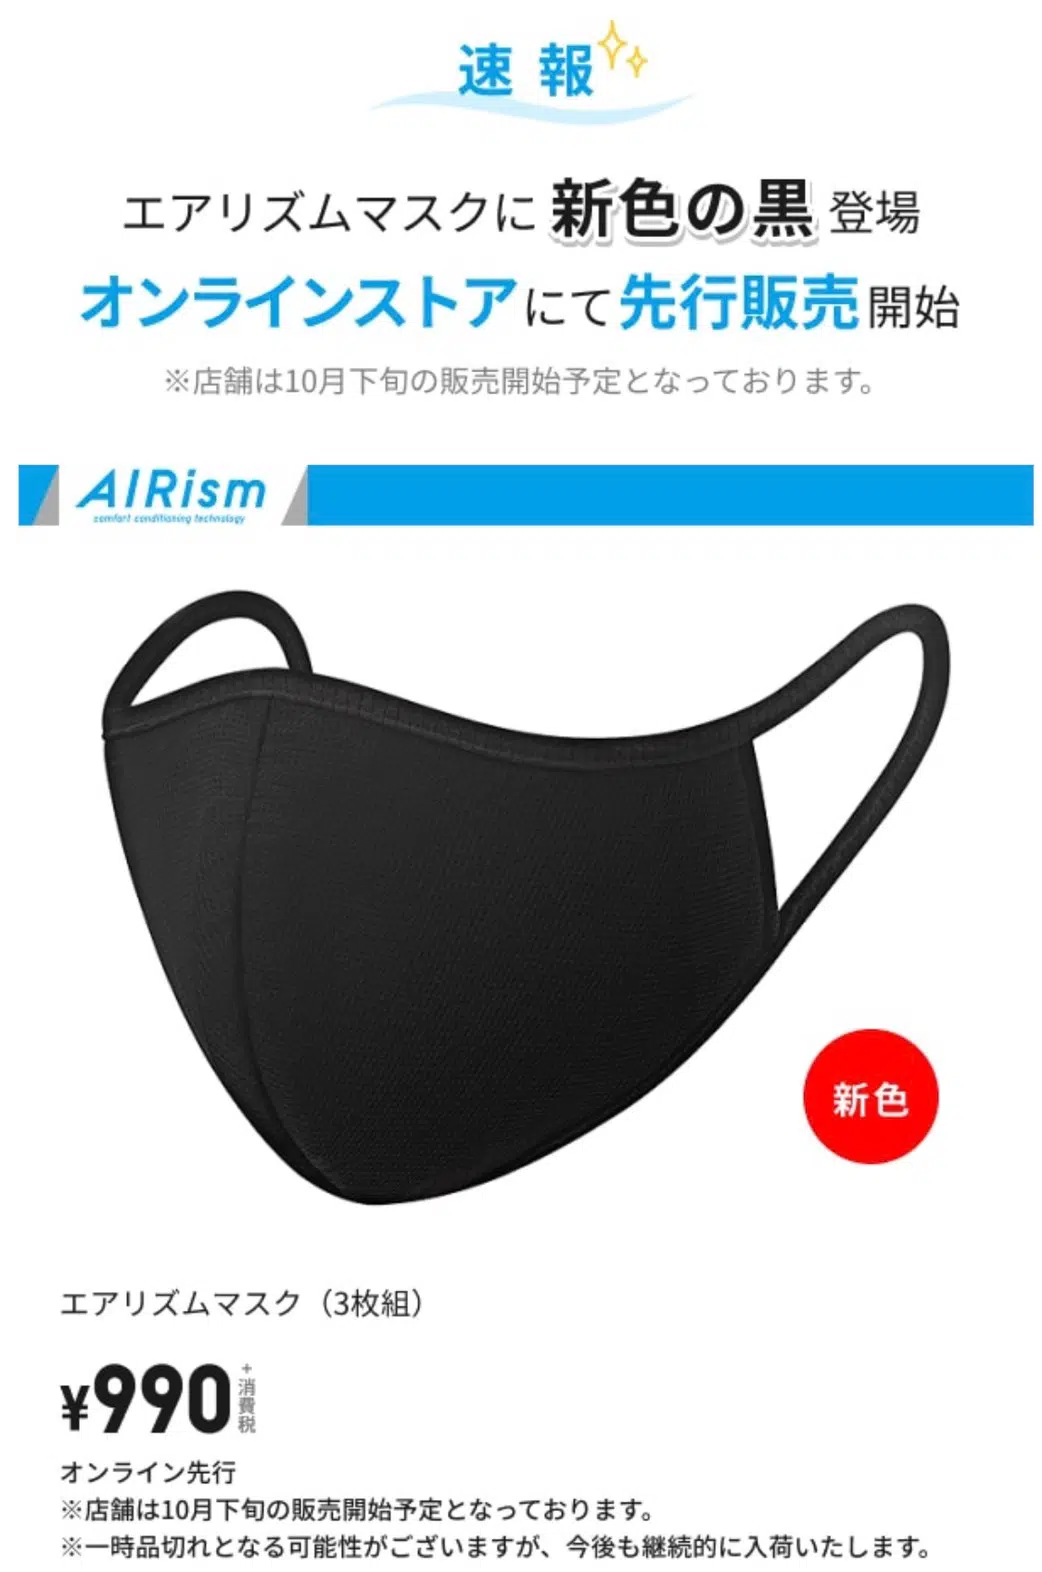 速報
エアリズムマスクに 新色の黒 登場
オンラインストアにて先行販売開始
※店舗は10月下旬の販売開始予定となっております。
AIRism
comfort conditioning technology
新色
エアリズムマスク（3枚組）
¥990+消費税
オンライン先行
※店舗は10月下旬の販売開始予定となっております。
※一時品切れとなる可能性がございますが、今後も継続的に入荷いたします。